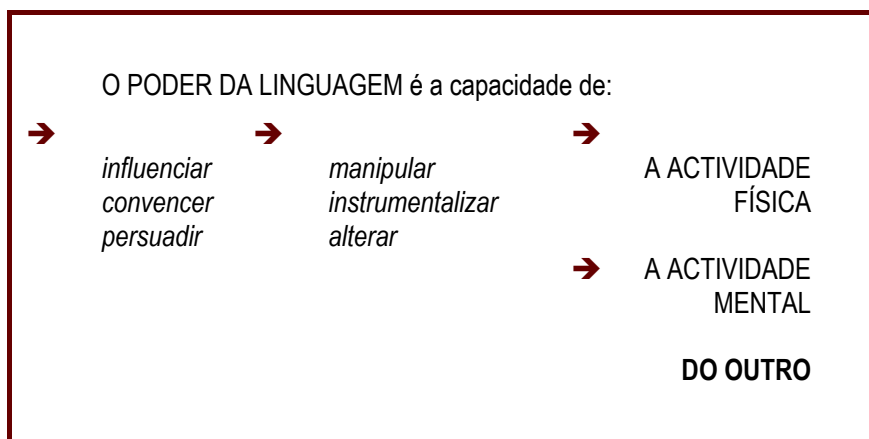 O PODER DA LINGUAGEM é a capacidade de:
➔ ➔ ➔
influenciar manipular A ACTIVIDADE
convencer instrumentalizar FÍSICA
persuadir alterar
➔ A ACTIVIDADE
MENTAL
DO OUTRO